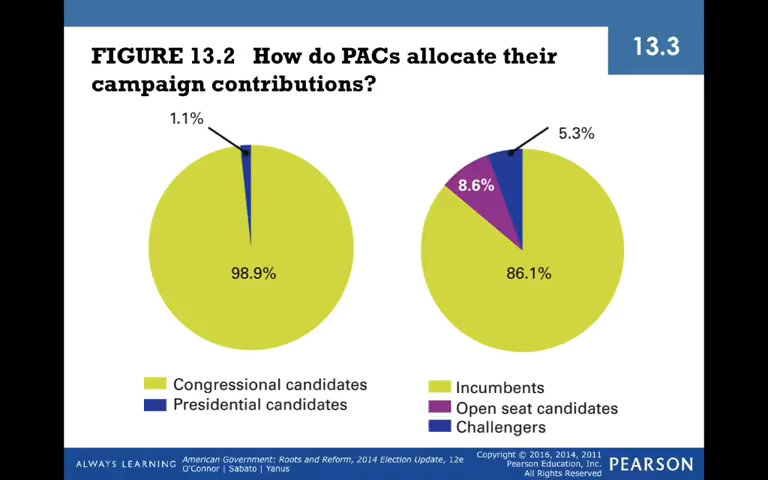 FIGURE 13.2 How do PACs allocate their
campaign contributions?
13.3
1.1%
98.9%
5.3%
8.6%
86.1%
Congressional candidates
Presidential candidates
Incumbents
Open seat candidates
Challengers
ALWAYS LEARNING
American Government: Roots and Reform, 2014 Election Update, 12e
O'Connor | Sabato | Yanus
Copyright © 2016, 2014, 2011
Pearson Education, Inc.
All Rights Reserved
PEARSON